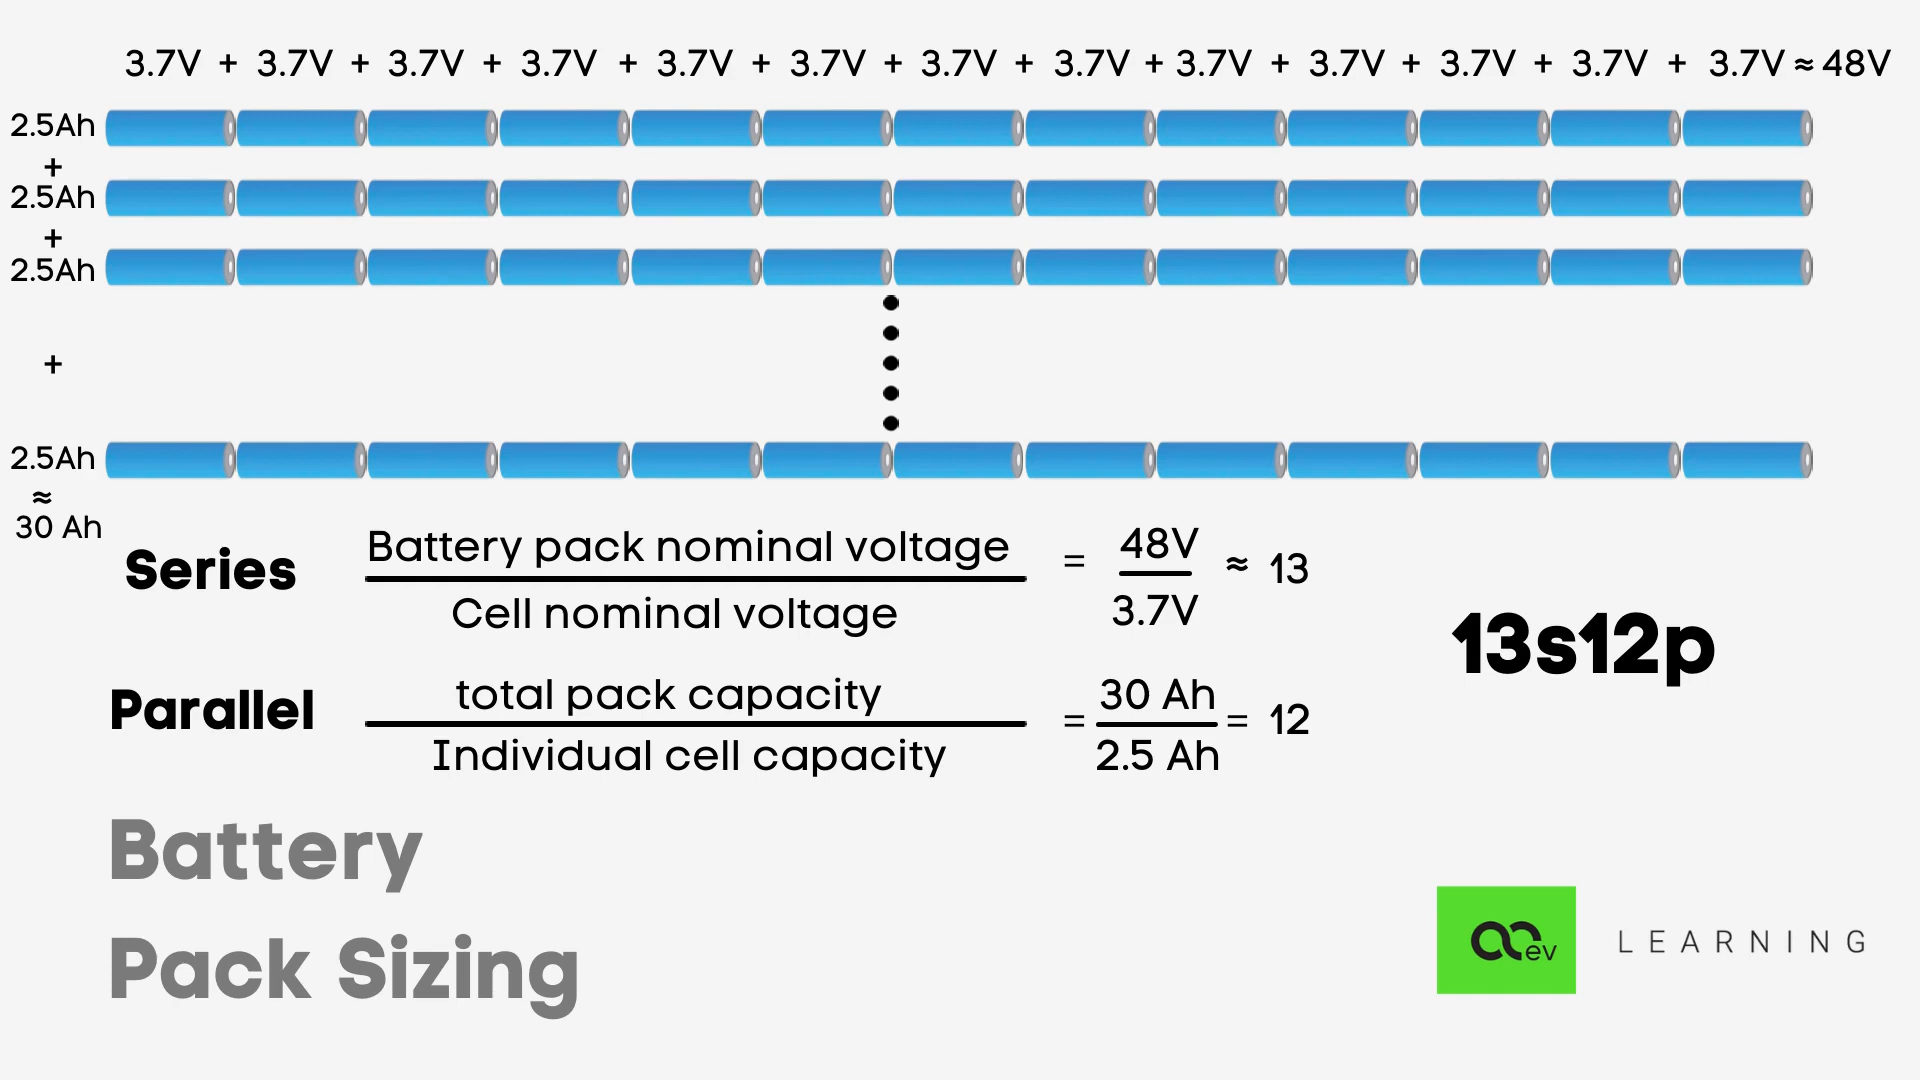 3.7V + 3.7V + 3.7V + 3.7V + 3.7V + 3.7V + 3.7V + 3.7V + 3.7V + 3.7V + 3.7V + 3.7V + 3.7V ≈ 48V
2.5Ah
+
2.5Ah
+
2.5Ah
+
2.5Ah
≈
30 Ah
Series
Battery pack nominal voltage
Cell nominal voltage
=
48V
3.7V
≈ 13
Parallel
total pack capacity
Individual cell capacity
=
30 Ah
2.5 Ah
= 12
13s12p
Battery
Pack Sizing
ev
LEARNING